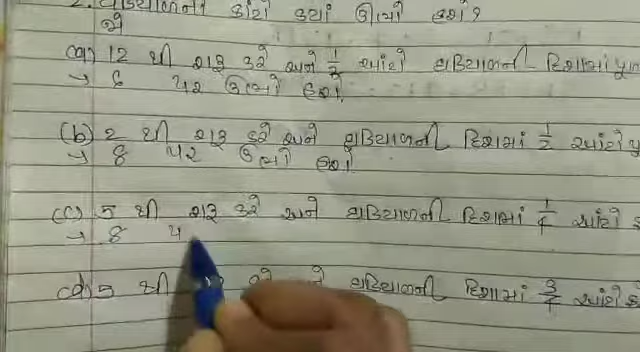 2. ઘડિયાળનો કાંટો ક્યાં ઊભો હશે?
જો
(a) 12 થી શરૂ કરે અને 1/2 આંટો ઘડિયાળની દિશામાં
→ 6 પર ઊભો હશે.
(b) 2 થી શરૂ કરે અને ઘડિયાળની દિશામાં 1/2 આંટો
→ 8 પર ઊભો હશે.
(c) 5 થી શરૂ કરે અને ઘડિયાળની દિશામાં 1/4 આંટો
→ 8 પ
(d) 5 થી ઘડિયાળની દિશામાં 3/4 આંટો